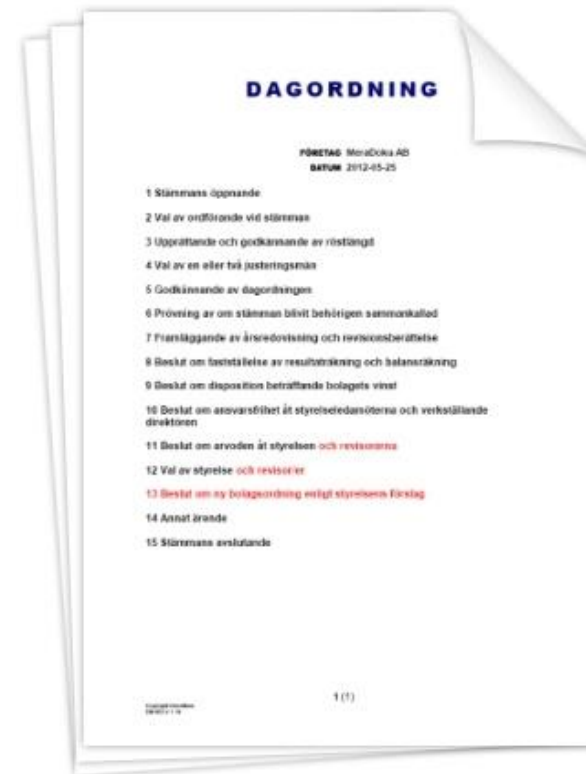 DAGORDNING
FÖRETAG MeraDoku AB
DATUM 2012-05-25
1 Stämmans öppnande
2 Val av ordförande vid stämman
3 Upprättande och godkännande av röstlängd
4 Val av en eller två justeringsmän
5 Godkännande av dagordningen
6 Prövning av om stämman blivit behörigen sammankallad
7 Framläggande av årsredovisning och revisionsberättelse
8 Beslut om fastställelse av resultaträkning och balansräkning
9 Beslut om disposition beträffande bolagets vinst
10 Beslut om ansvarsfrihet åt styrelseledamöterna och verkställande
direktören
11 Beslut om arvoden åt styrelsen och revisorerna
12 Val av styrelse och revisor/er
13 Beslut om ny bolagsordning enligt styrelsens förslag
14 Annat ärende
15 Stämmans avslutande
1 (1)